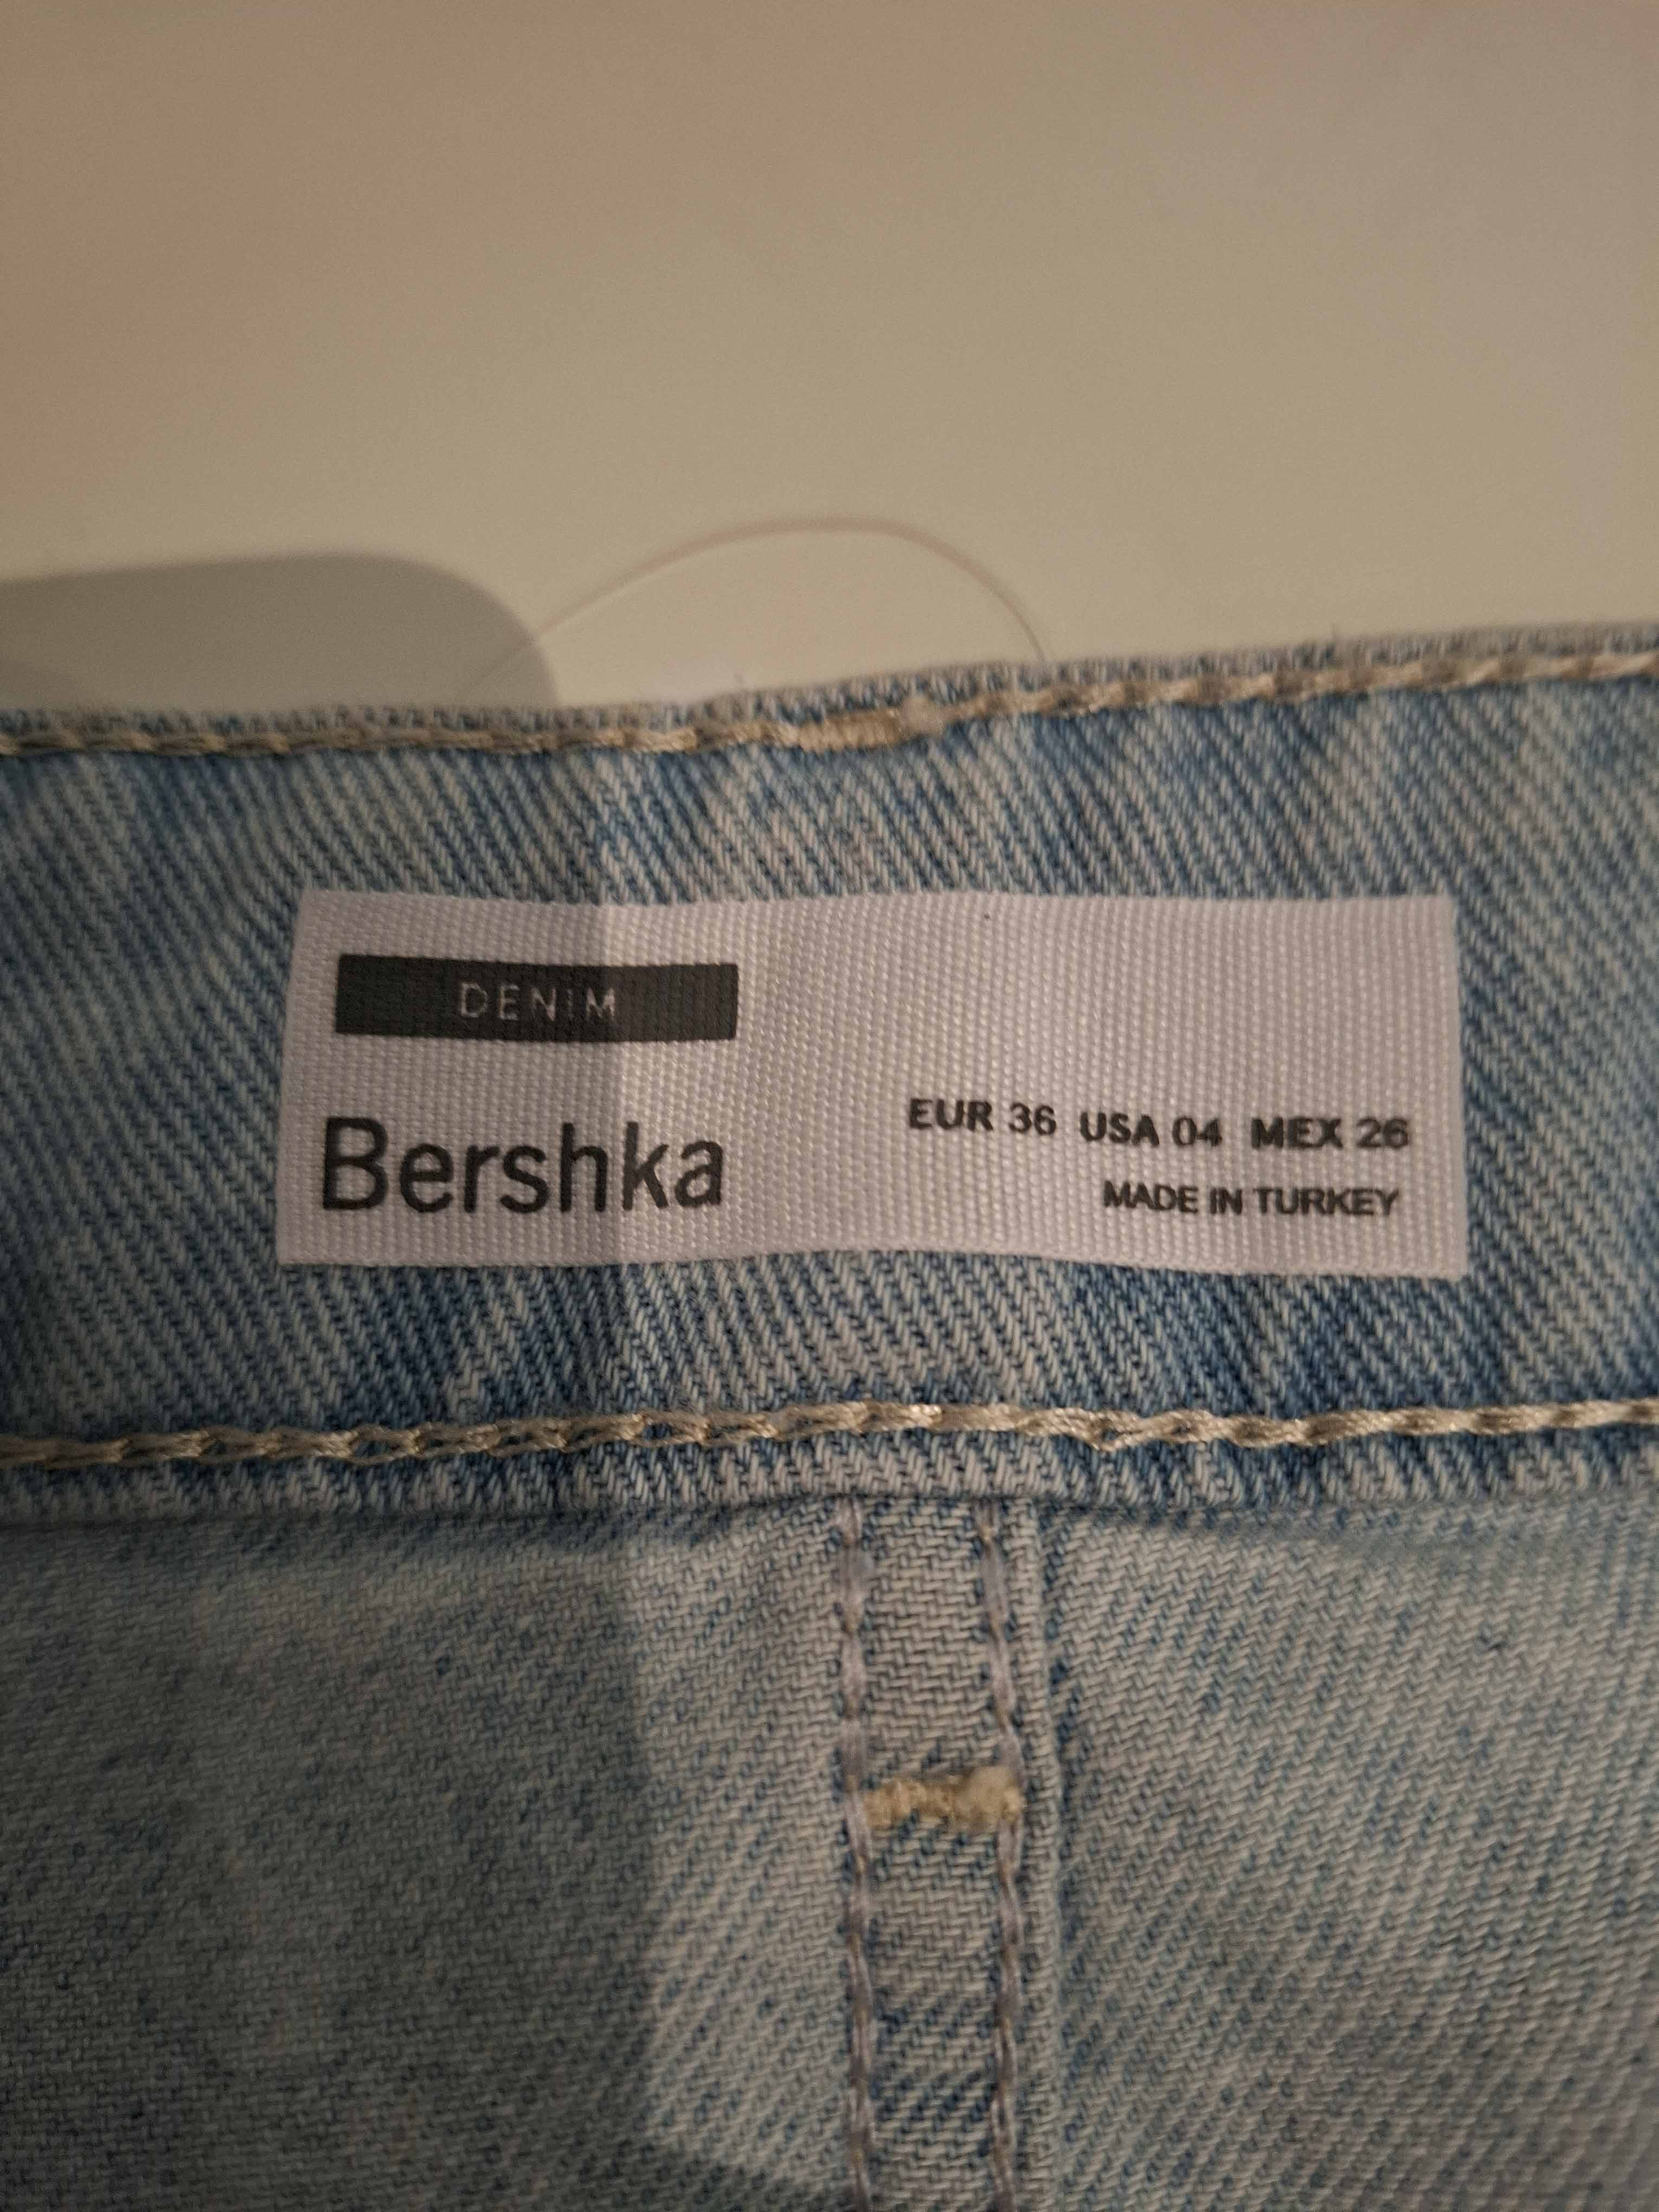 DENIM
Bershka
EUR 36 USA 04 MEX 26
MADE IN TURKEY